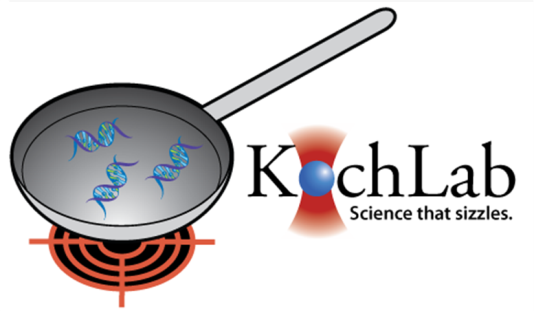 KochLab
Science that sizzles.